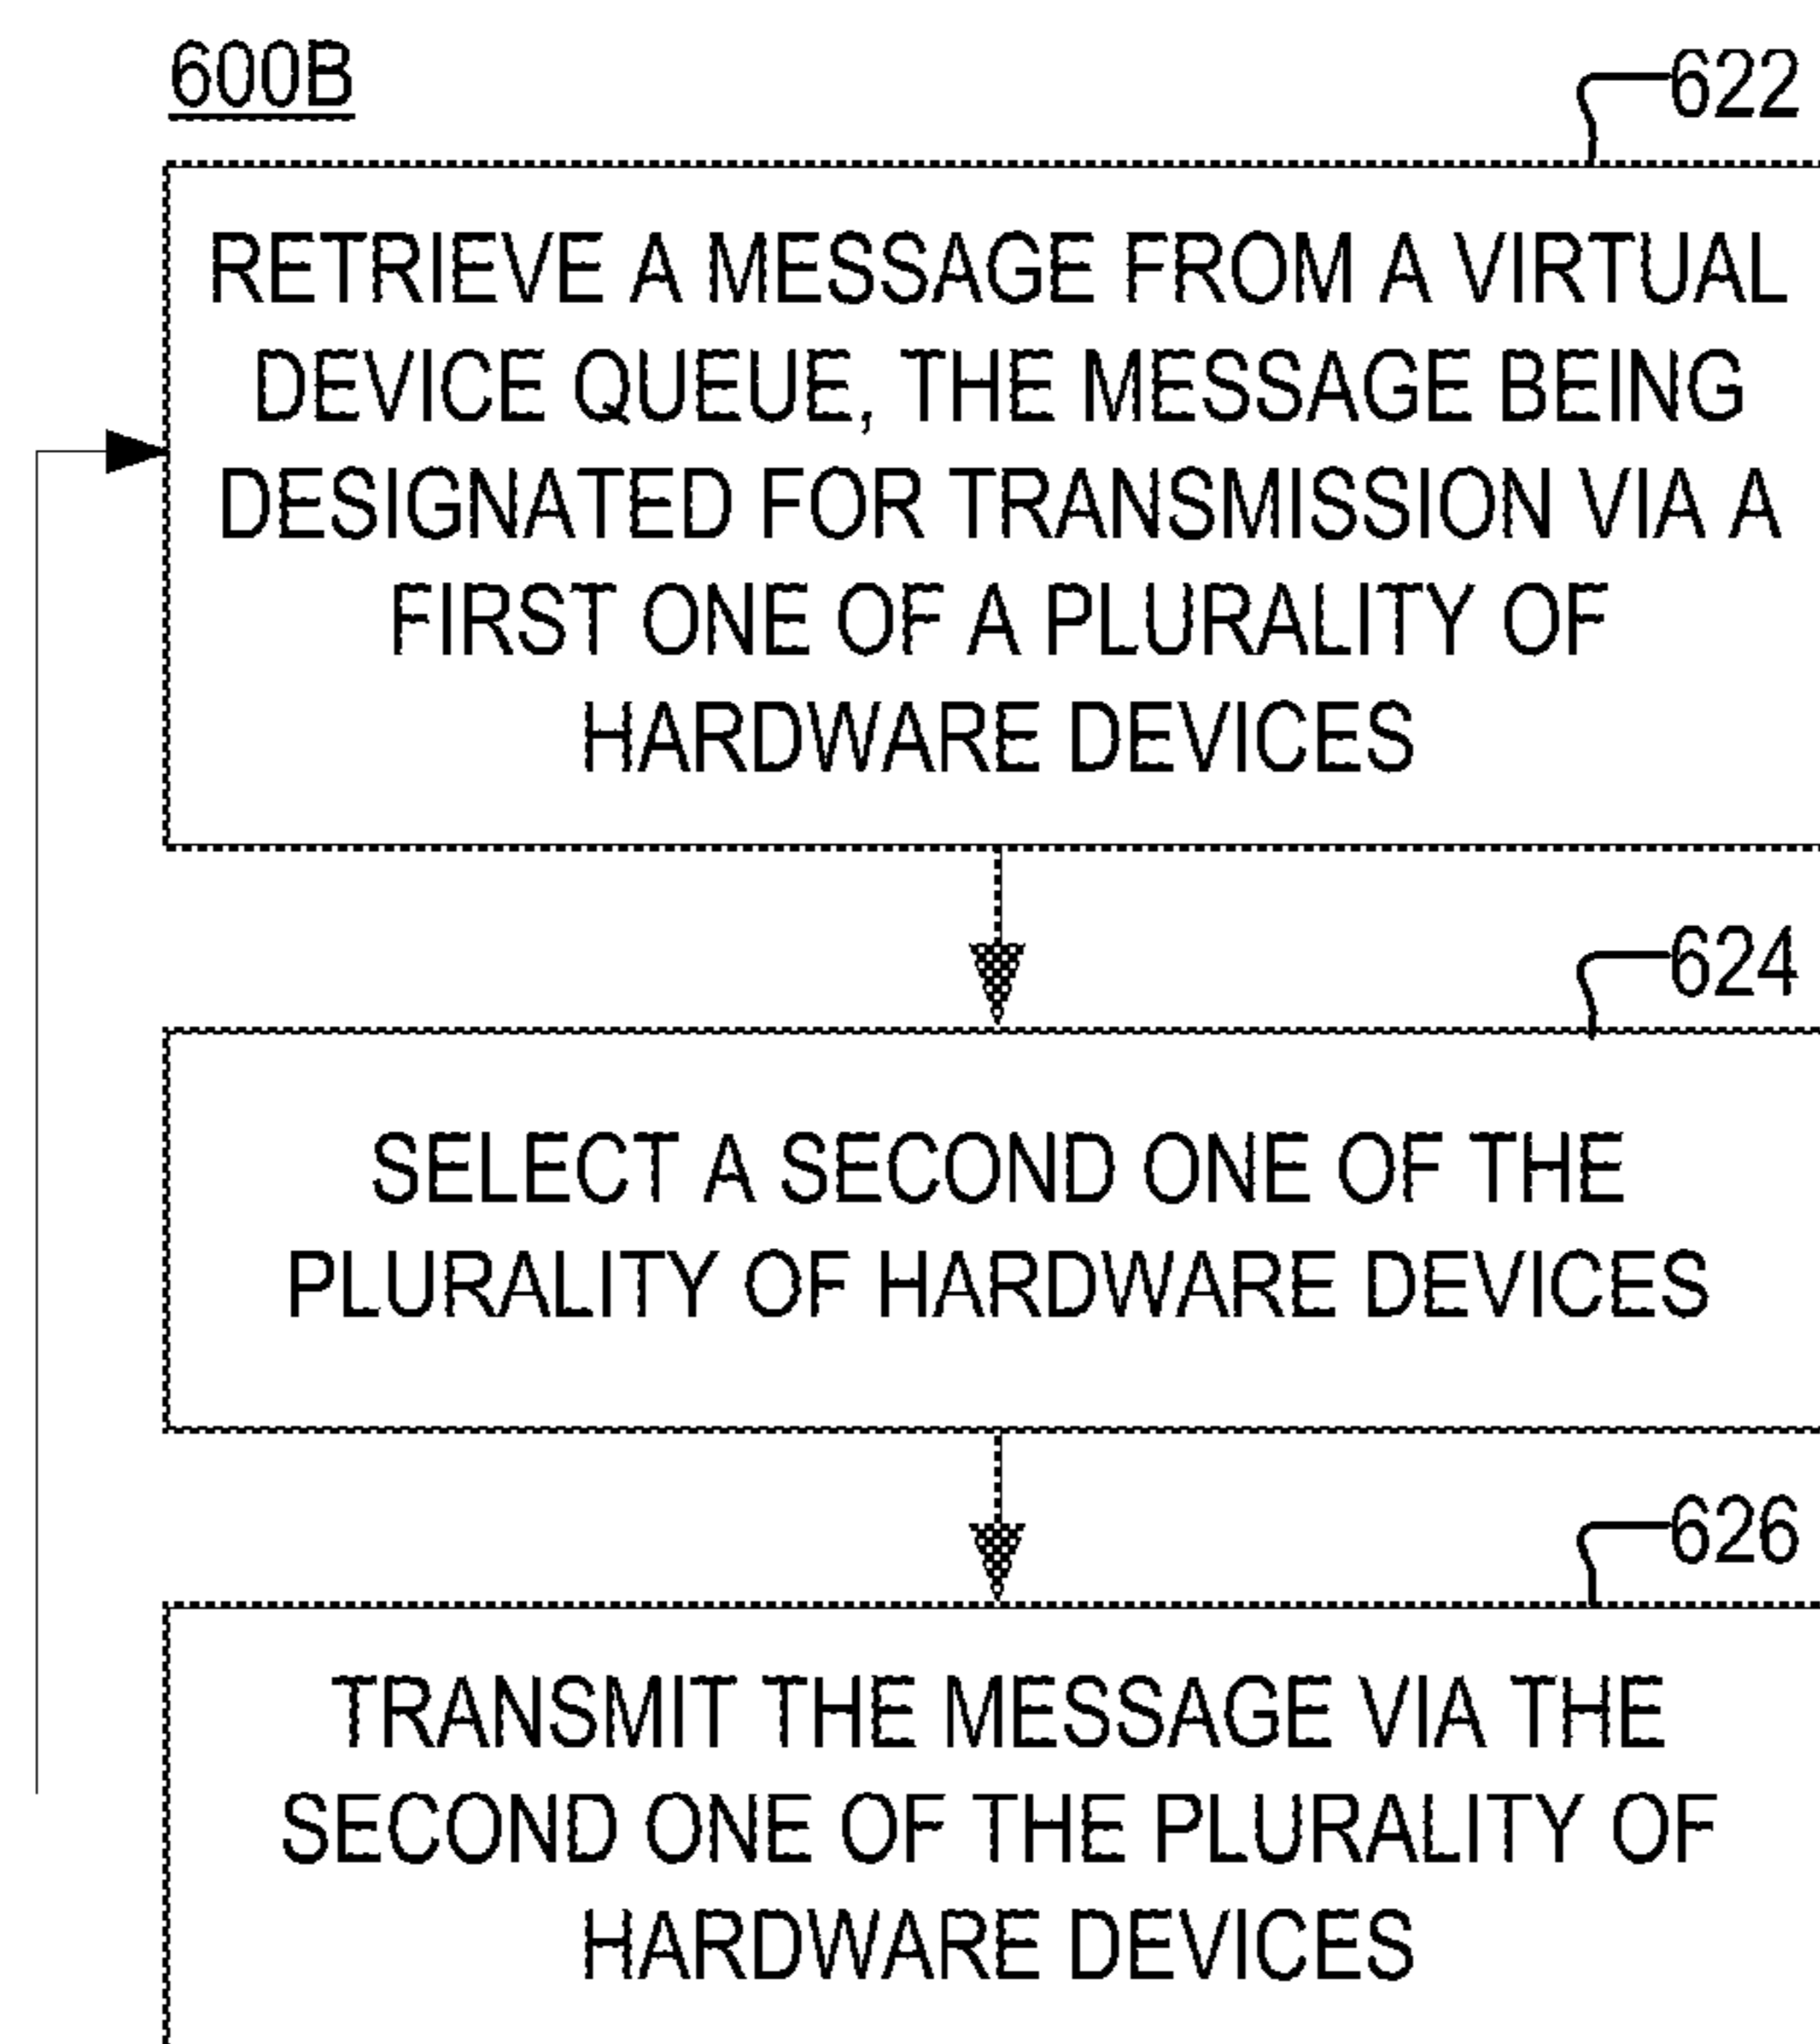 600B
622
RETRIEVE A MESSAGE FROM A VIRTUAL
DEVICE QUEUE, THE MESSAGE BEING
DESIGNATED FOR TRANSMISSION VIA A
FIRST ONE OF A PLURALITY OF
HARDWARE DEVICES
624
SELECT A SECOND ONE OF THE
PLURALITY OF HARDWARE DEVICES
626
TRANSMIT THE MESSAGE VIA THE
SECOND ONE OF THE PLURALITY OF
HARDWARE DEVICES